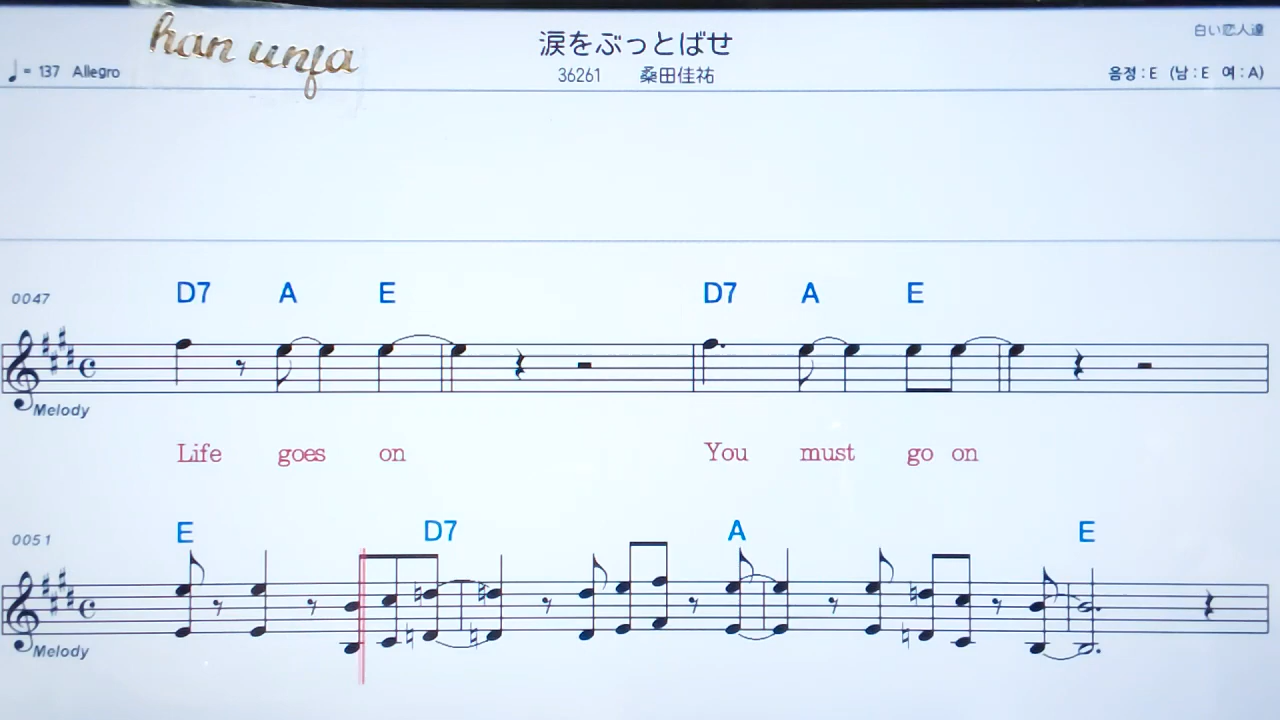 han unfa
涙をぶっとばせ
白い恋人達
♩= 137 Allegro
36261 桑田佳祐
음정 : E (남 : E 여 : A)
0047
D7 A E D7 A E
Melody
Life goes on You must go on
0051
E D7 A E
Melody